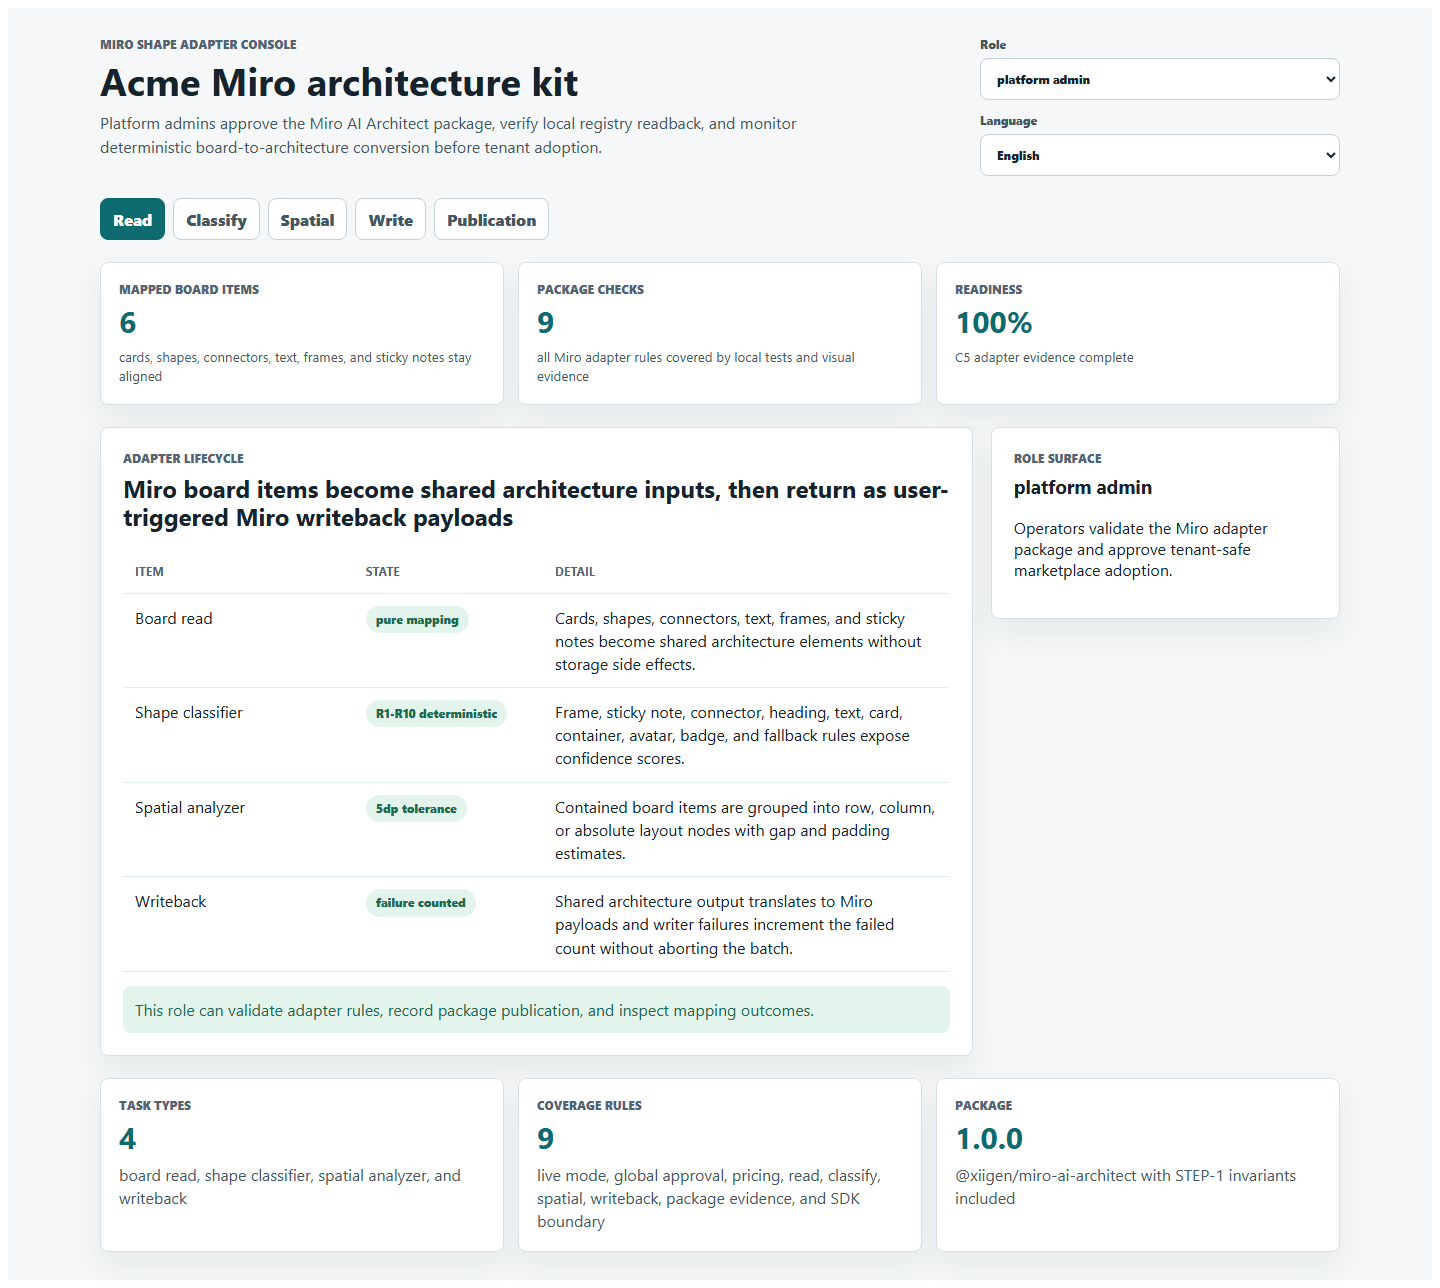 MIRO SHAPE ADAPTER CONSOLE
Acme Miro architecture kit
Platform admins approve the Miro AI Architect package, verify local registry readback, and monitor
deterministic board-to-architecture conversion before tenant adoption.
Role
platform admin
Language
English
Read
Classify
Spatial
Write
Publication
MAPPED BOARD ITEMS
6
cards, shapes, connectors, text, frames, and sticky notes stay
aligned
PACKAGE CHECKS
9
all Miro adapter rules covered by local tests and visual
evidence
READINESS
100%
C5 adapter evidence complete
ADAPTER LIFECYCLE
Miro board items become shared architecture inputs, then return as user-
triggered Miro writeback payloads
ITEM
STATE
DETAIL
Board read
pure mapping
Cards, shapes, connectors, text, frames, and sticky
notes become shared architecture elements without
storage side effects.
Shape classifier
R1-R10 deterministic
Frame, sticky note, connector, heading, text, card,
container, avatar, badge, and fallback rules expose
confidence scores.
Spatial analyzer
5dp tolerance
Contained board items are grouped into row, column,
or absolute layout nodes with gap and padding
estimates.
Writeback
failure counted
Shared architecture output translates to Miro
payloads and writer failures increment the failed
count without aborting the batch.
This role can validate adapter rules, record package publication, and inspect mapping outcomes.
ROLE SURFACE
platform admin
Operators validate the Miro adapter
package and approve tenant-safe
marketplace adoption.
TASK TYPES
4
board read, shape classifier, spatial analyzer, and
writeback
COVERAGE RULES
9
live mode, global approval, pricing, read, classify,
spatial, writeback, package evidence, and SDK
boundary
PACKAGE
1.0.0
@xiigen/miro-ai-architect with STEP-1 invariants
included